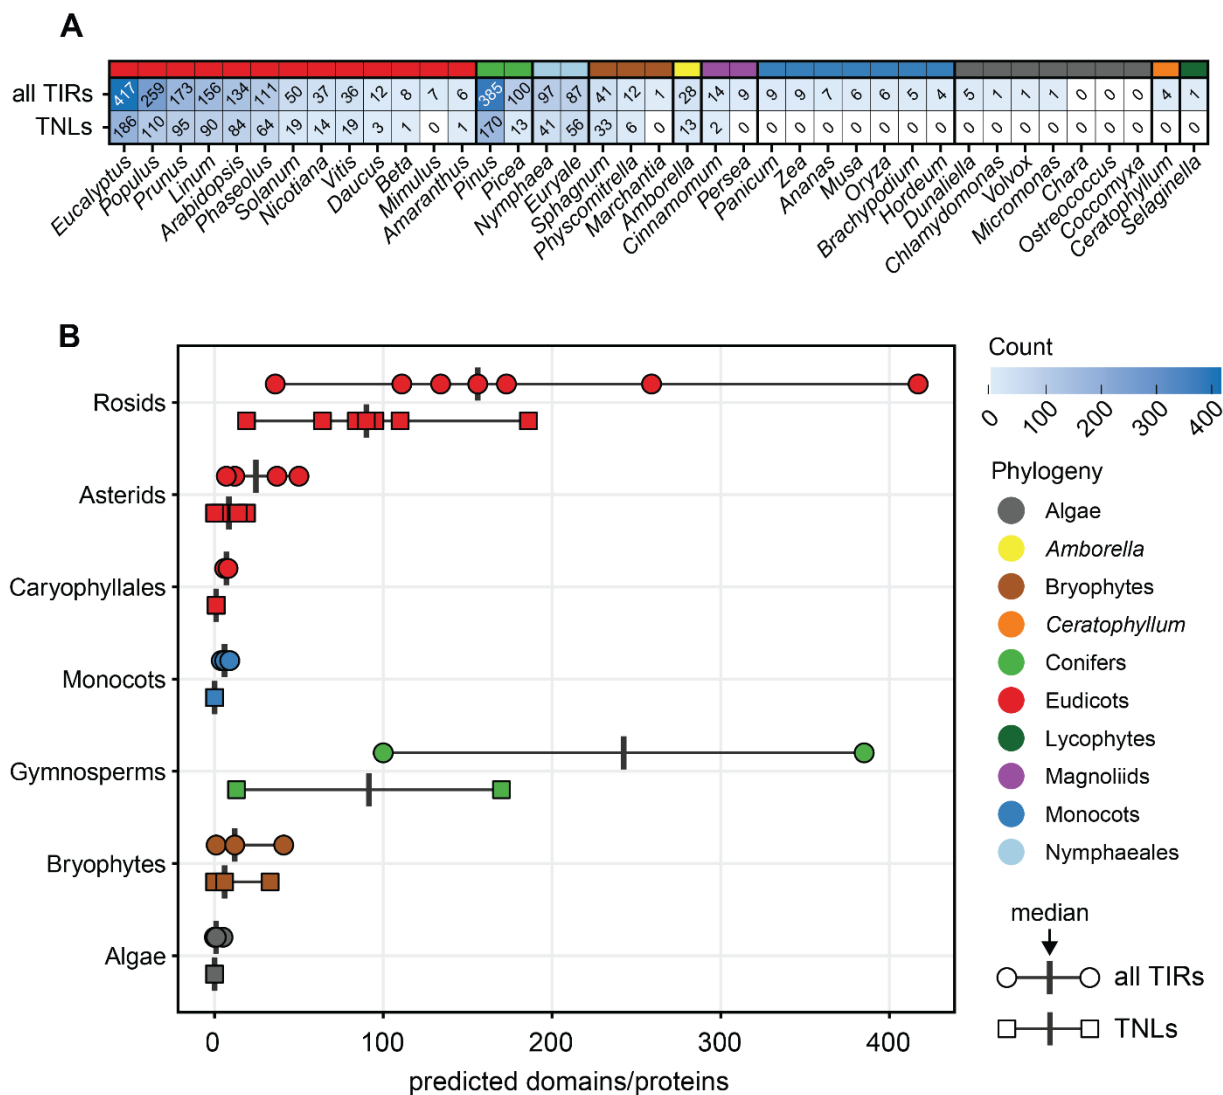 A
all TIRs 417 259 173 156 134 111 50 37 36 12 8 7 6 385 100 97 87 41 12 1 28 14 9 9 9 7 6 6 5 4 5 1 1 1 0 0 0 4 1
TNLs 186 110 95 90 84 64 19 14 19 3 1 0 1 170 13 41 56 33 6 0 13 2 0 0 0 0 0 0 0 0 0 0 0 0 0 0 0 0 0
Eucalyptus Populus Prunus Linum Arabidopsis Phaseolus Solanum Nicotiana Vitis Daucus Beta Mimulus Amaranthus Pinus Picea Nymphaea Euryale Sphagnum Physcomitrella Marchantia Amborella Cinnamomum Persea Panicum Zea Ananas Musa Oryza Brachypodium Hordeum Dunaliella Chlamydomonas Volvox Micromonas Chara Ostreococcus Coccomyxa Ceratophyllum Selaginella
B
Rosids
Asterids
Caryophyllales
Monocots
Gymnosperms
Bryophytes
Algae
0 100 200 300 400
predicted domains/proteins
Count
0 100 200 300 400
Phylogeny
Algae
Amborella
Bryophytes
Ceratophyllum
Conifers
Eudicots
Lycophytes
Magnoliids
Monocots
Nymphaeales
median
all TIRs
TNLs